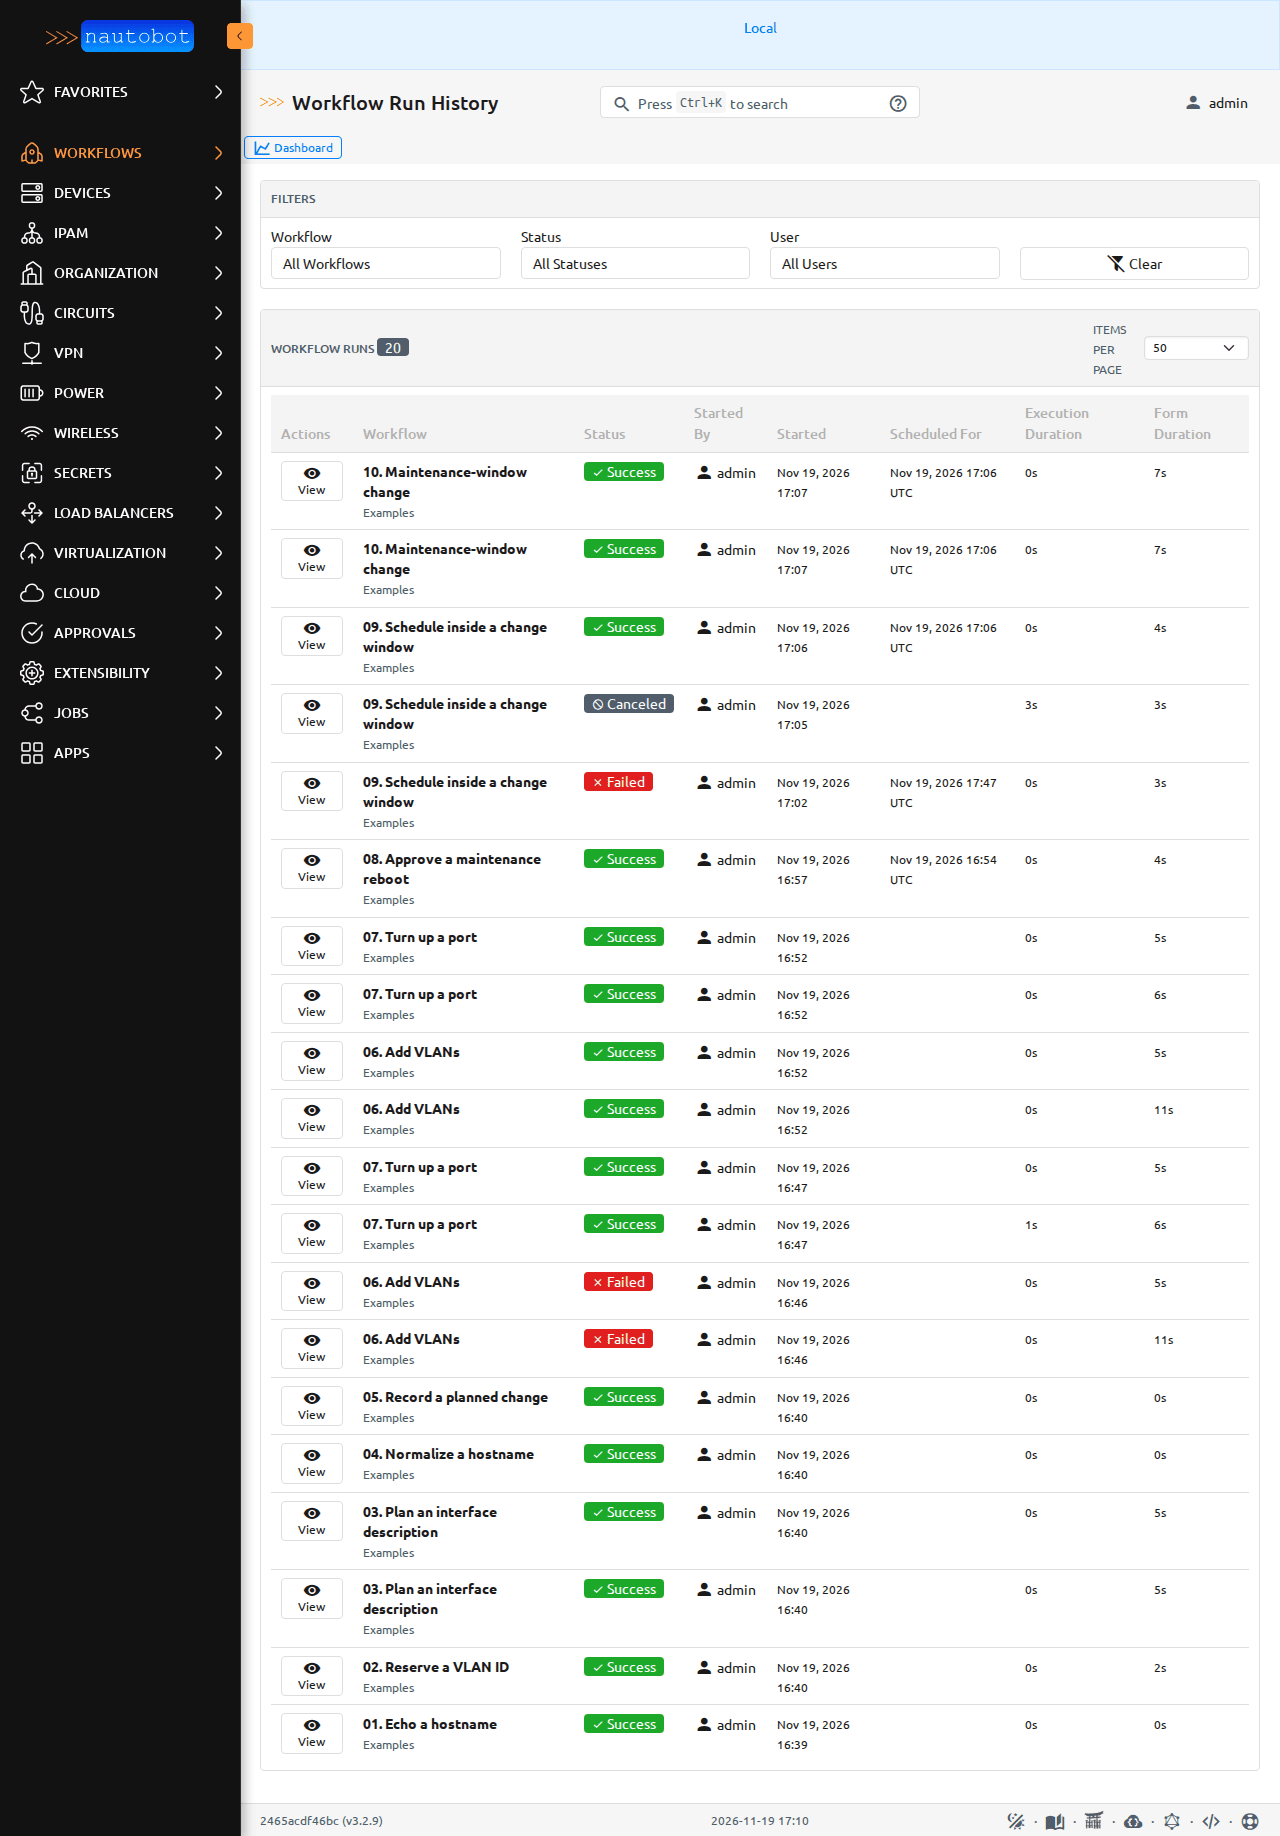 nautobot
FAVORITES
WORKFLOWS
DEVICES
IPAM
ORGANIZATION
CIRCUITS
VPN
POWER
WIRELESS
SECRETS
LOAD BALANCERS
VIRTUALIZATION
CLOUD
APPROVALS
EXTENSIBILITY
JOBS
APPS
Local
Workflow Run History
Press Ctrl+K to search
admin
Dashboard
FILTERS
Workflow Status User
All Workflows All Statuses All Users Clear
WORKFLOW RUNS 20
ITEMS
PER
PAGE
50
Started Execution Form
Actions Workflow Status By Started Scheduled For Duration Duration
View 10. Maintenance-window Success admin Nov 19, 2026 Nov 19, 2026 17:06 0s 7s
change 17:07 UTC
Examples
View 10. Maintenance-window Success admin Nov 19, 2026 Nov 19, 2026 17:06 0s 7s
change 17:07 UTC
Examples
View 09. Schedule inside a change Success admin Nov 19, 2026 Nov 19, 2026 17:06 0s 4s
window 17:06 UTC
Examples
View 09. Schedule inside a change Canceled admin Nov 19, 2026 3s 3s
window 17:05
Examples
View 09. Schedule inside a change Failed admin Nov 19, 2026 Nov 19, 2026 17:47 0s 3s
window 17:02 UTC
Examples
View 08. Approve a maintenance Success admin Nov 19, 2026 Nov 19, 2026 16:54 0s 4s
reboot 16:57 UTC
Examples
View 07. Turn up a port Success admin Nov 19, 2026 0s 5s
Examples 16:52
View 07. Turn up a port Success admin Nov 19, 2026 0s 6s
Examples 16:52
View 06. Add VLANs Success admin Nov 19, 2026 0s 5s
Examples 16:52
View 06. Add VLANs Success admin Nov 19, 2026 0s 11s
Examples 16:52
View 07. Turn up a port Success admin Nov 19, 2026 0s 5s
Examples 16:47
View 07. Turn up a port Success admin Nov 19, 2026 1s 6s
Examples 16:47
View 06. Add VLANs Failed admin Nov 19, 2026 0s 5s
Examples 16:46
View 06. Add VLANs Failed admin Nov 19, 2026 0s 11s
Examples 16:46
View 05. Record a planned change Success admin Nov 19, 2026 0s 0s
Examples 16:40
View 04. Normalize a hostname Success admin Nov 19, 2026 0s 0s
Examples 16:40
View 03. Plan an interface Success admin Nov 19, 2026 0s 5s
description 16:40
Examples
View 03. Plan an interface Success admin Nov 19, 2026 0s 5s
description 16:40
Examples
View 02. Reserve a VLAN ID Success admin Nov 19, 2026 0s 2s
Examples 16:40
View 01. Echo a hostname Success admin Nov 19, 2026 0s 0s
Examples 16:39
2465acdf46bc (v3.2.9) 2026-11-19 17:10